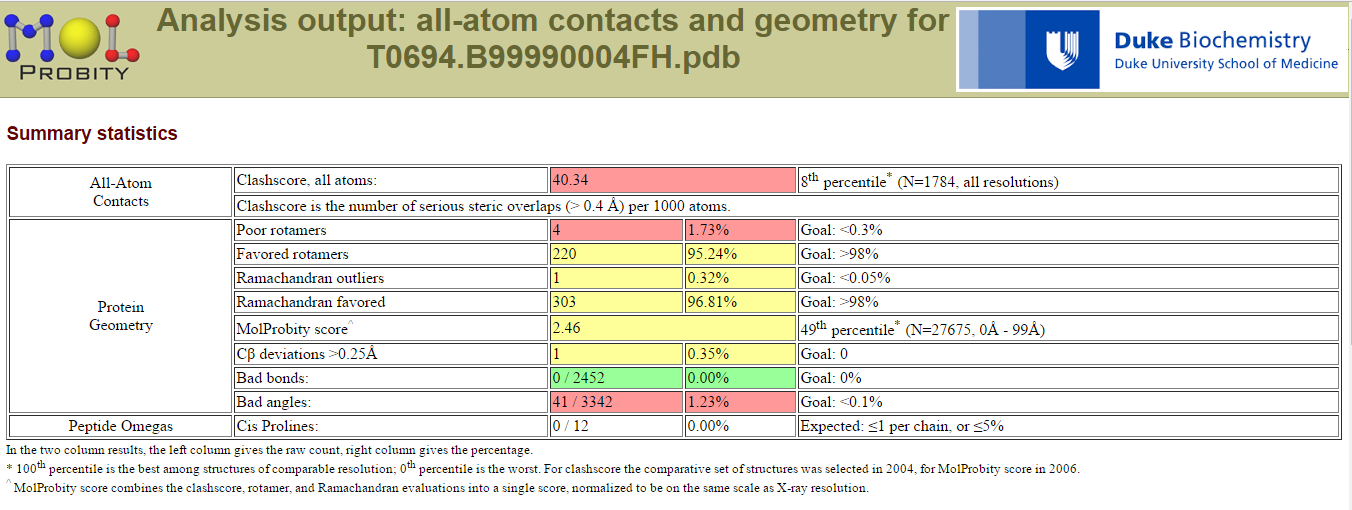 MOL
PROBITY
Analysis output: all-atom contacts and geometry for
T0694.B99990004FH.pdb
Duke Biochemistry
Duke University School of Medicine
Summary statistics
All-Atom
Contacts
Clashscore, all atoms: 40.34 8th percentile* (N=1784, all resolutions)
Clashscore is the number of serious steric overlaps (> 0.4 Å) per 1000 atoms.
Protein
Geometry
Poor rotamers 4 1.73% Goal: <0.3%
Favored rotamers 220 95.24% Goal: >98%
Ramachandran outliers 1 0.32% Goal: <0.05%
Ramachandran favored 303 96.81% Goal: >98%
MolProbity score^ 2.46 49th percentile* (N=27675, 0Å - 99Å)
Cβ deviations >0.25Å 1 0.35% Goal: 0
Bad bonds: 0 / 2452 0.00% Goal: 0%
Bad angles: 41 / 3342 1.23% Goal: <0.1%
Peptide Omegas Cis Prolines: 0 / 12 0.00% Expected: ≤1 per chain, or ≤5%
In the two column results, the left column gives the raw count, right column gives the percentage.
* 100th percentile is the best among structures of comparable resolution; 0th percentile is the worst. For clashscore the comparative set of structures was selected in 2004, for MolProbity score in 2006.
^ MolProbity score combines the clashscore, rotamer, and Ramachandran evaluations into a single score, normalized to be on the same scale as X-ray resolution.